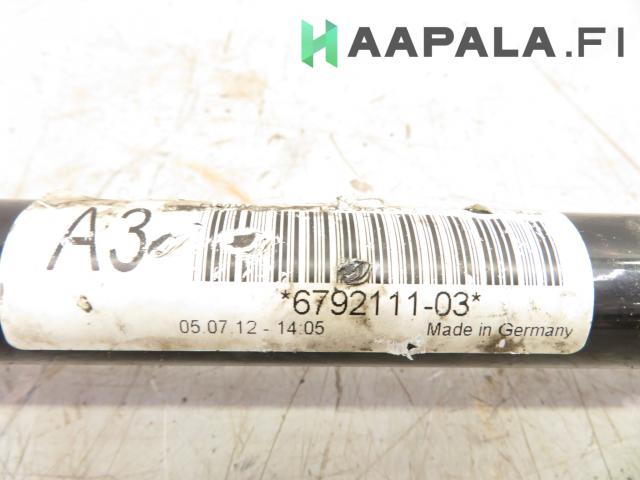 HAAPALA.FI
A3
*6792111-03*
05.07.12 - 14:05 Made in Germany